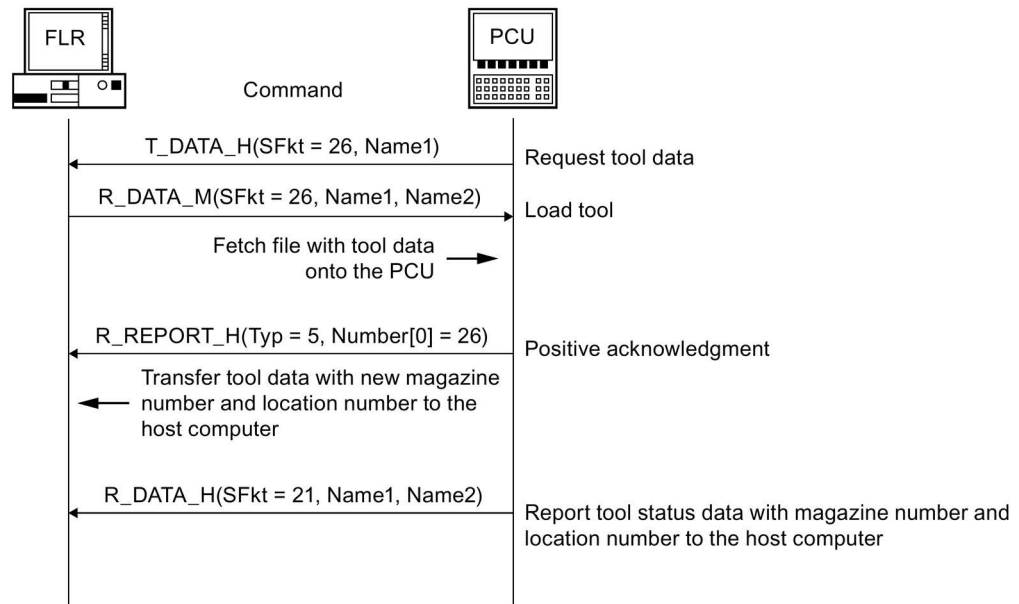 FLR
PCU
Command
T_DATA_H(SFkt = 26, Name1)
Request tool data
R_DATA_M(SFkt = 26, Name1, Name2)
Load tool
Fetch file with tool data
onto the PCU
R_REPORT_H(Typ = 5, Number[0] = 26)
Positive acknowledgment
Transfer tool data with new magazine
number and location number to the
host computer
R_DATA_H(SFkt = 21, Name1, Name2)
Report tool status data with magazine number and
location number to the host computer